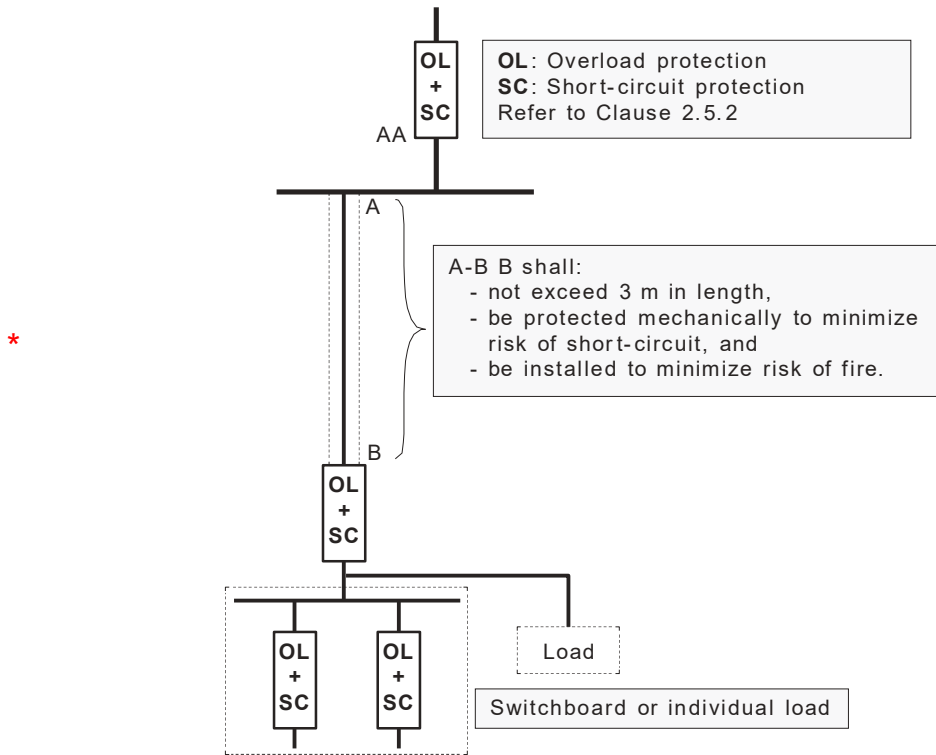 OL
+
SC
OL: Overload protection
SC: Short-circuit protection
Refer to Clause 2.5.2
AA
A
A-B B shall:
- not exceed 3 m in length,
- be protected mechanically to minimize
risk of short-circuit, and
- be installed to minimize risk of fire.
*
B
OL
+
SC
OL
+
SC
OL
+
SC
Load
Switchboard or individual load